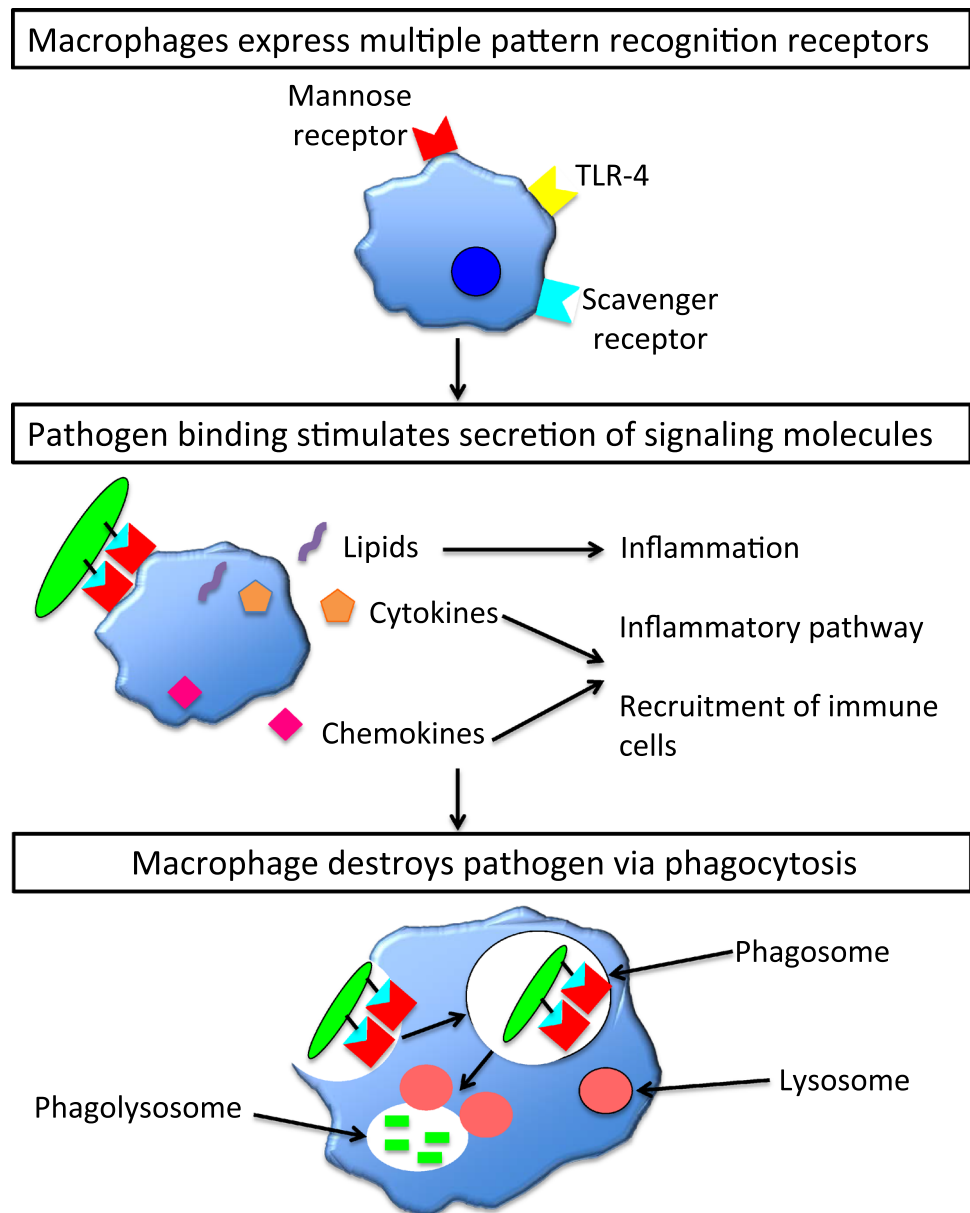 Macrophages express multiple pattern recognition receptors
Mannose
receptor
TLR-4
Scavenger
receptor
Pathogen binding stimulates secretion of signaling molecules
Lipids
Inflammation
Cytokines
Inflammatory pathway
Recruitment of immune
cells
Chemokines
Macrophage destroys pathogen via phagocytosis
Phagosome
Lysosome
Phagolysosome